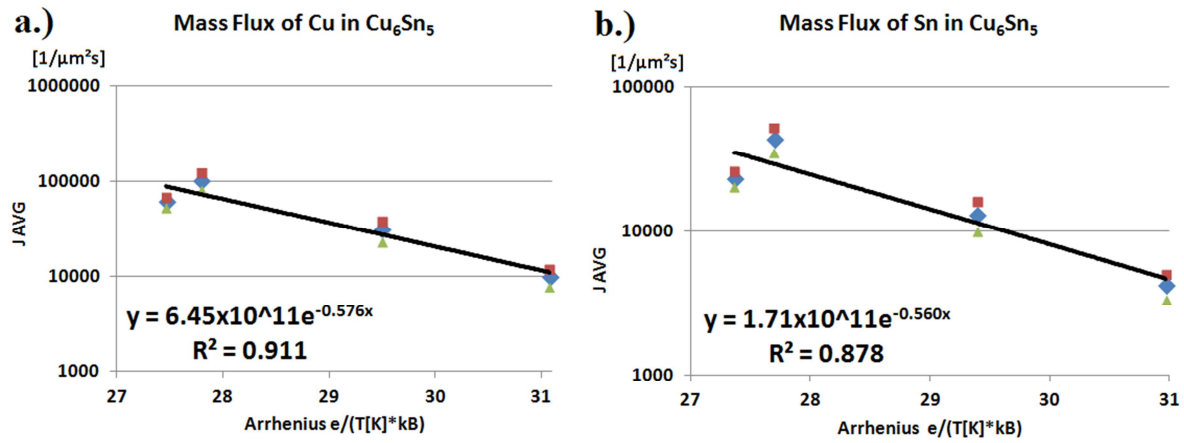 a.)
Mass Flux of Cu in Cu₆Sn₅
[1/µm²s]
1000000
100000
10000
1000
J AVG
y = 6.45x10^11e⁻⁰·⁵⁷⁶ˣ
R² = 0.911
27 28 29 30 31
Arrhenius e/(T[K]*kB)
b.)
Mass Flux of Sn in Cu₆Sn₅
[1/µm²s]
100000
10000
1000
J AVG
y = 1.71x10^11e⁻⁰·⁵⁶⁰ˣ
R² = 0.878
27 28 29 30 31
Arrhenius e/(T[K]*kB)